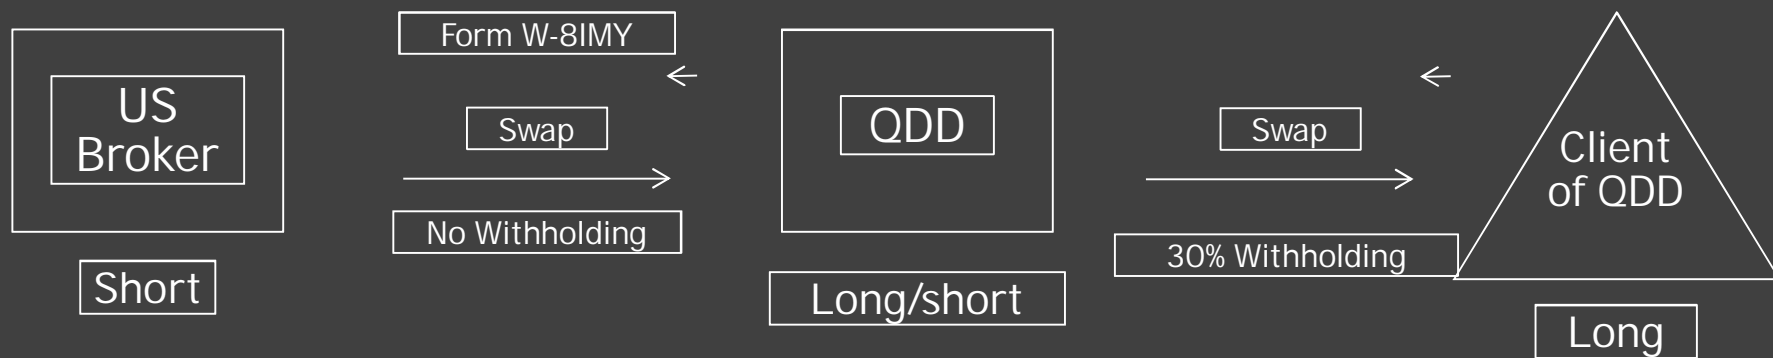 US
Broker
Short
Form W-8IMY
Swap
No Withholding
QDD
Long/short
Swap
30% Withholding
Client
of QDD
Long